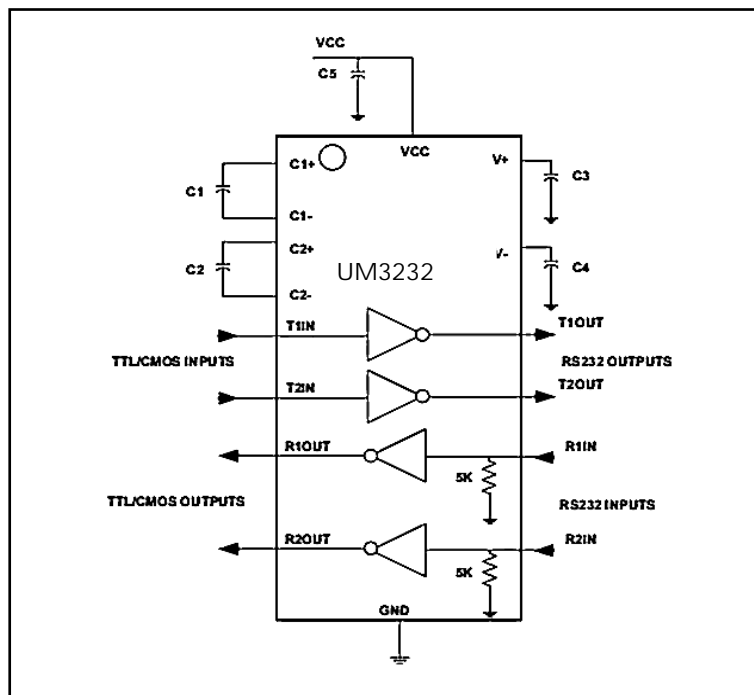 VCC
C5
C1+
VCC
V+
C1
C3
C1-
C2+
V-
C2
UM3232
C4
C2-
T1IN
T1OUT
TTL/CMOS INPUTS
RS232 OUTPUTS
T2IN
T2OUT
R1OUT
R1IN
5K
TTL/CMOS OUTPUTS
RS232 INPUTS
R2OUT
R2IN
5K
GND